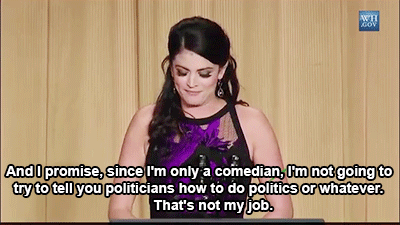 WH
.GOV
And I promise, since I'm only a comedian, I'm not going to
try to tell you politicians how to do politics or whatever.
That's not my job.